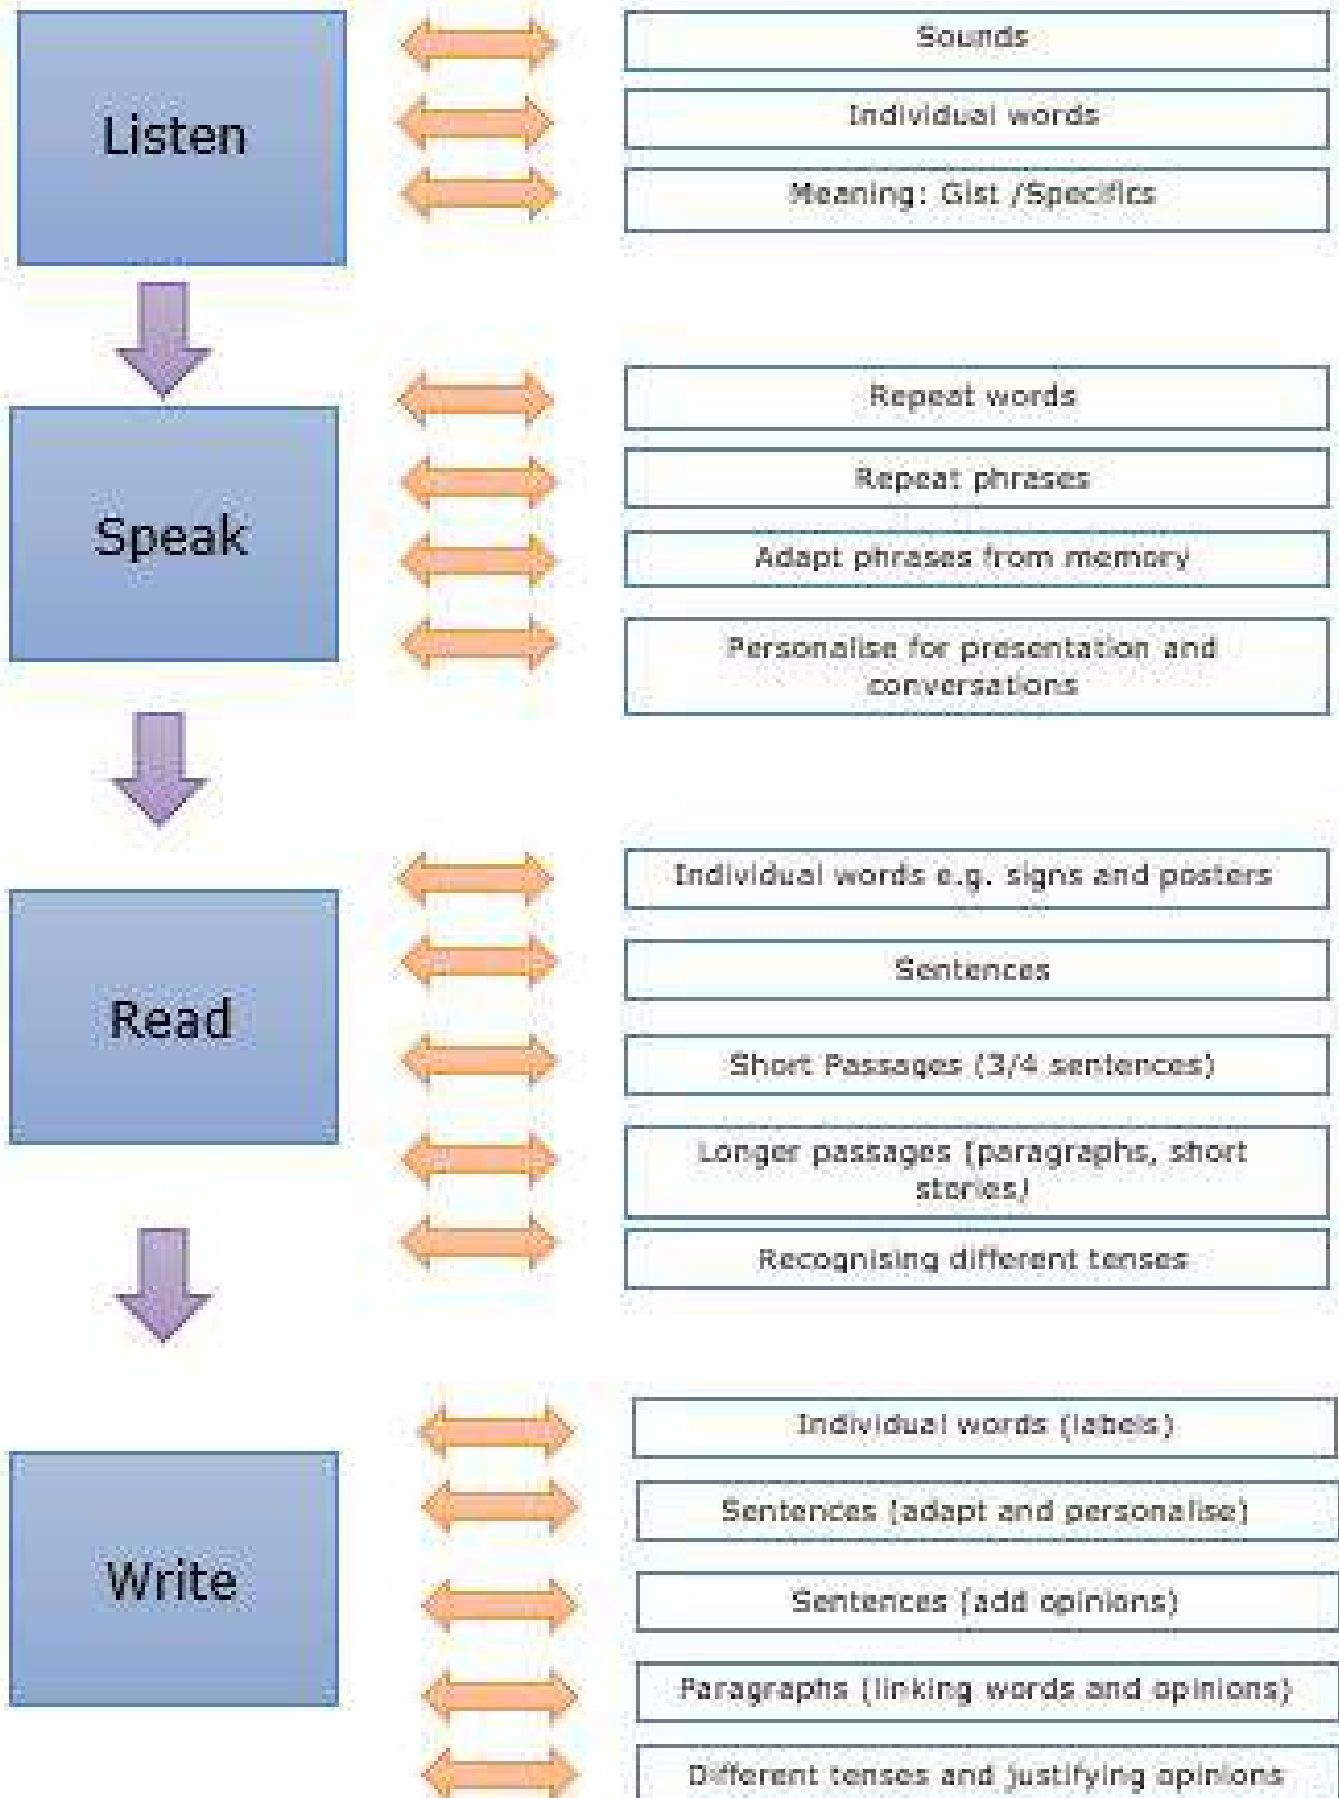 Listen
Sounds
Individual words
Meaning: Gist /Specifics
Speak
Repeat words
Repeat phrases
Adapt phrases from memory
Personalise for presentation and
conversations
Read
Individual words e.g. signs and posters
Sentences
Short Passages (3/4 sentences)
Longer passages (paragraphs, short
stories)
Recognising different tenses
Write
Individual words (labels)
Sentences (adapt and personalise)
Sentences (add opinions)
Paragraphs (linking words and opinions)
Different tenses and justifying opinions